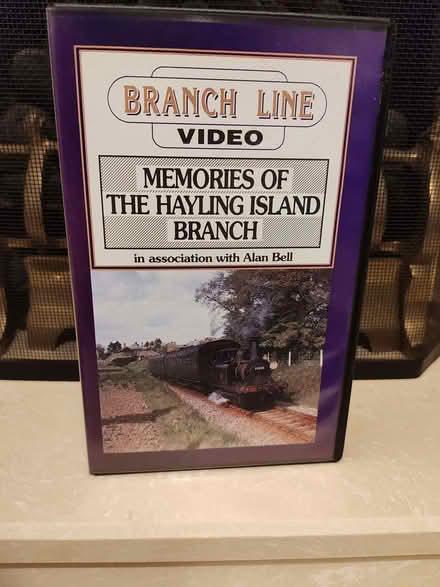 BRANCH LINE
VIDEO
MEMORIES OF
THE HAYLING ISLAND
BRANCH
in association with Alan Bell